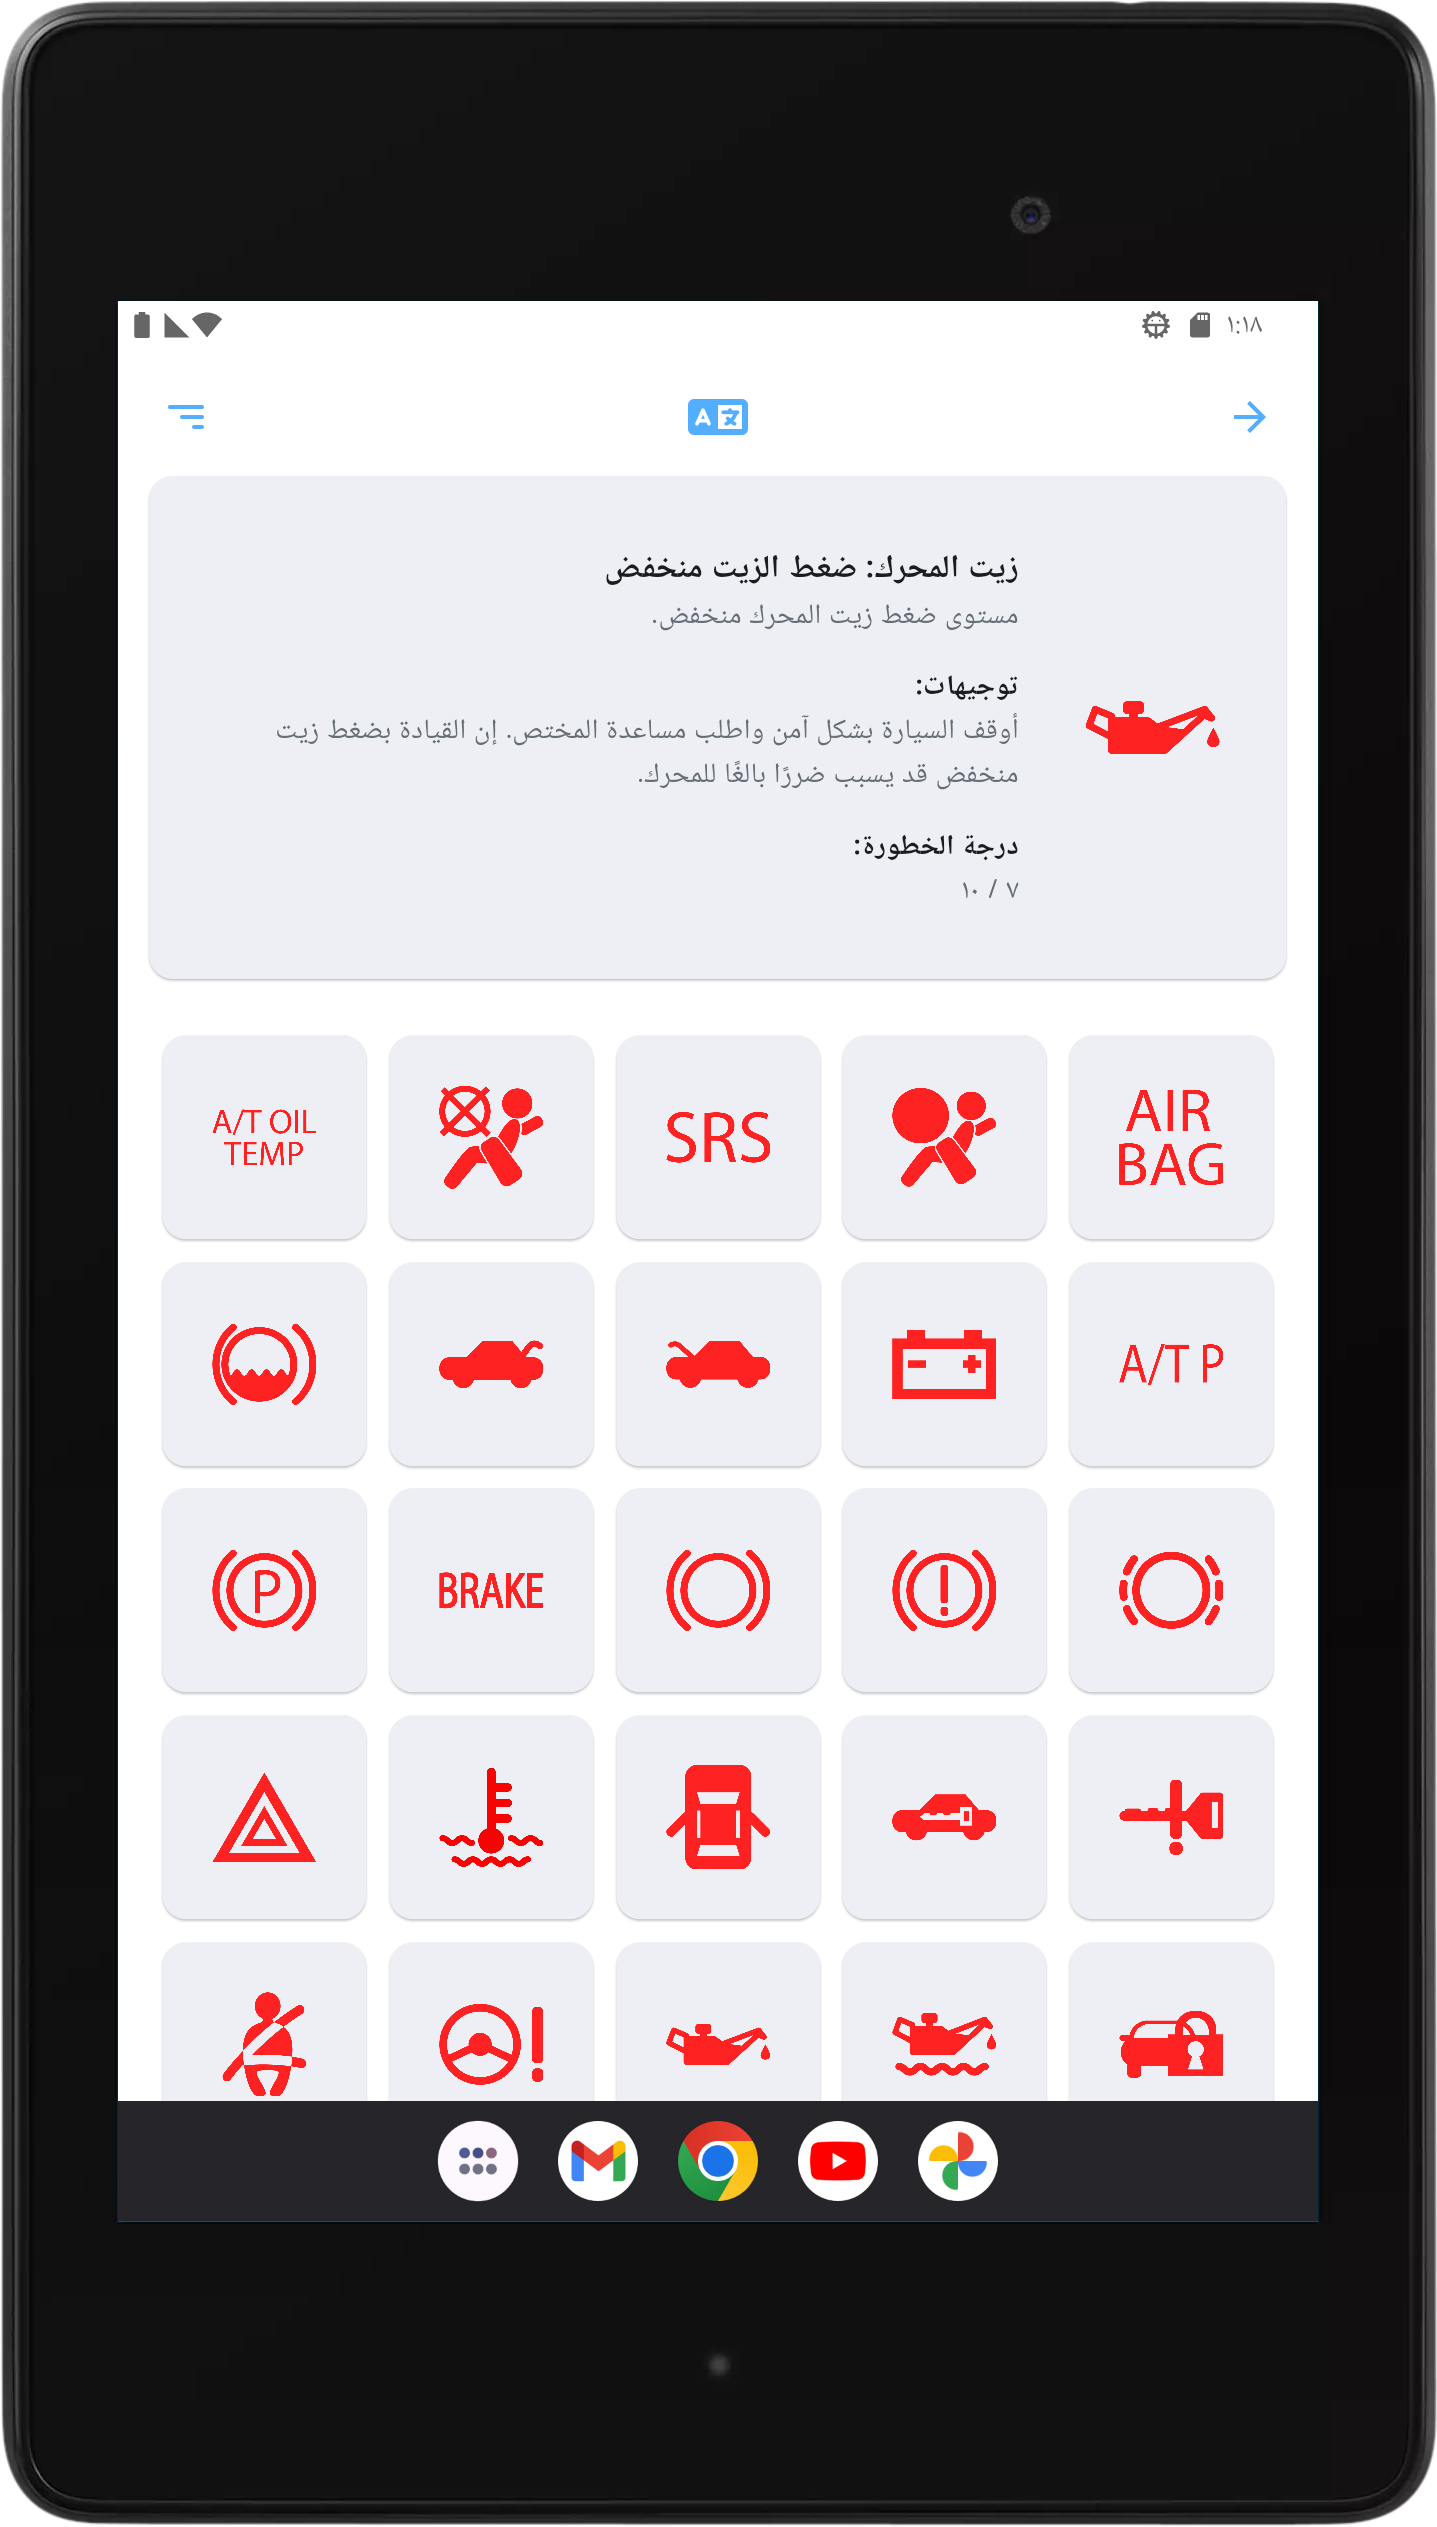 ١:١٨
A 文
زيت المحرك: ضغط الزيت منخفض
مستوى ضغط زيت المحرك منخفض.
توجيهات:
أوقف السيارة بشكل آمن واطلب مساعدة المختص. إن القيادة بضغط زيت
منخفض قد يسبب ضررًا بالغًا للمحرك.
درجة الخطورة:
٧ / ١٠
AIR
BAG
SRS
A/T OIL
TEMP
A/T P
!
BRAKE
P
!